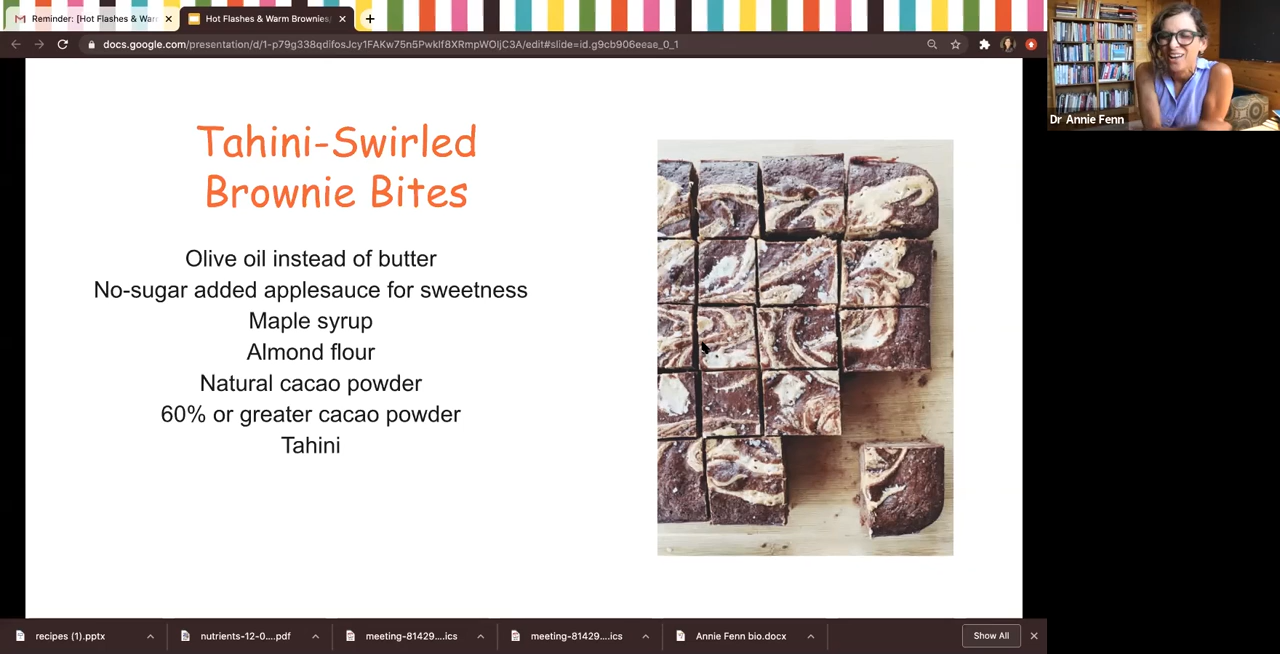 Reminder: [Hot Flashes & Warm
Hot Flashes & Warm Brownies
docs.google.com/presentation/d/1-p79g338qdifosJcy1FAKw75n5PwkIf8XRmpWOIjC3A/edit#slide=id.g9cb906eeae_0_1
Dr Annie Fenn
Tahini-Swirled
Brownie Bites
Olive oil instead of butter
No-sugar added applesauce for sweetness
Maple syrup
Almond flour
Natural cacao powder
60% or greater cacao powder
Tahini
recipes (1).pptx
nutrients-12-0....pdf
meeting-81429....ics
meeting-81429....ics
Annie Fenn bio.docx
Show All